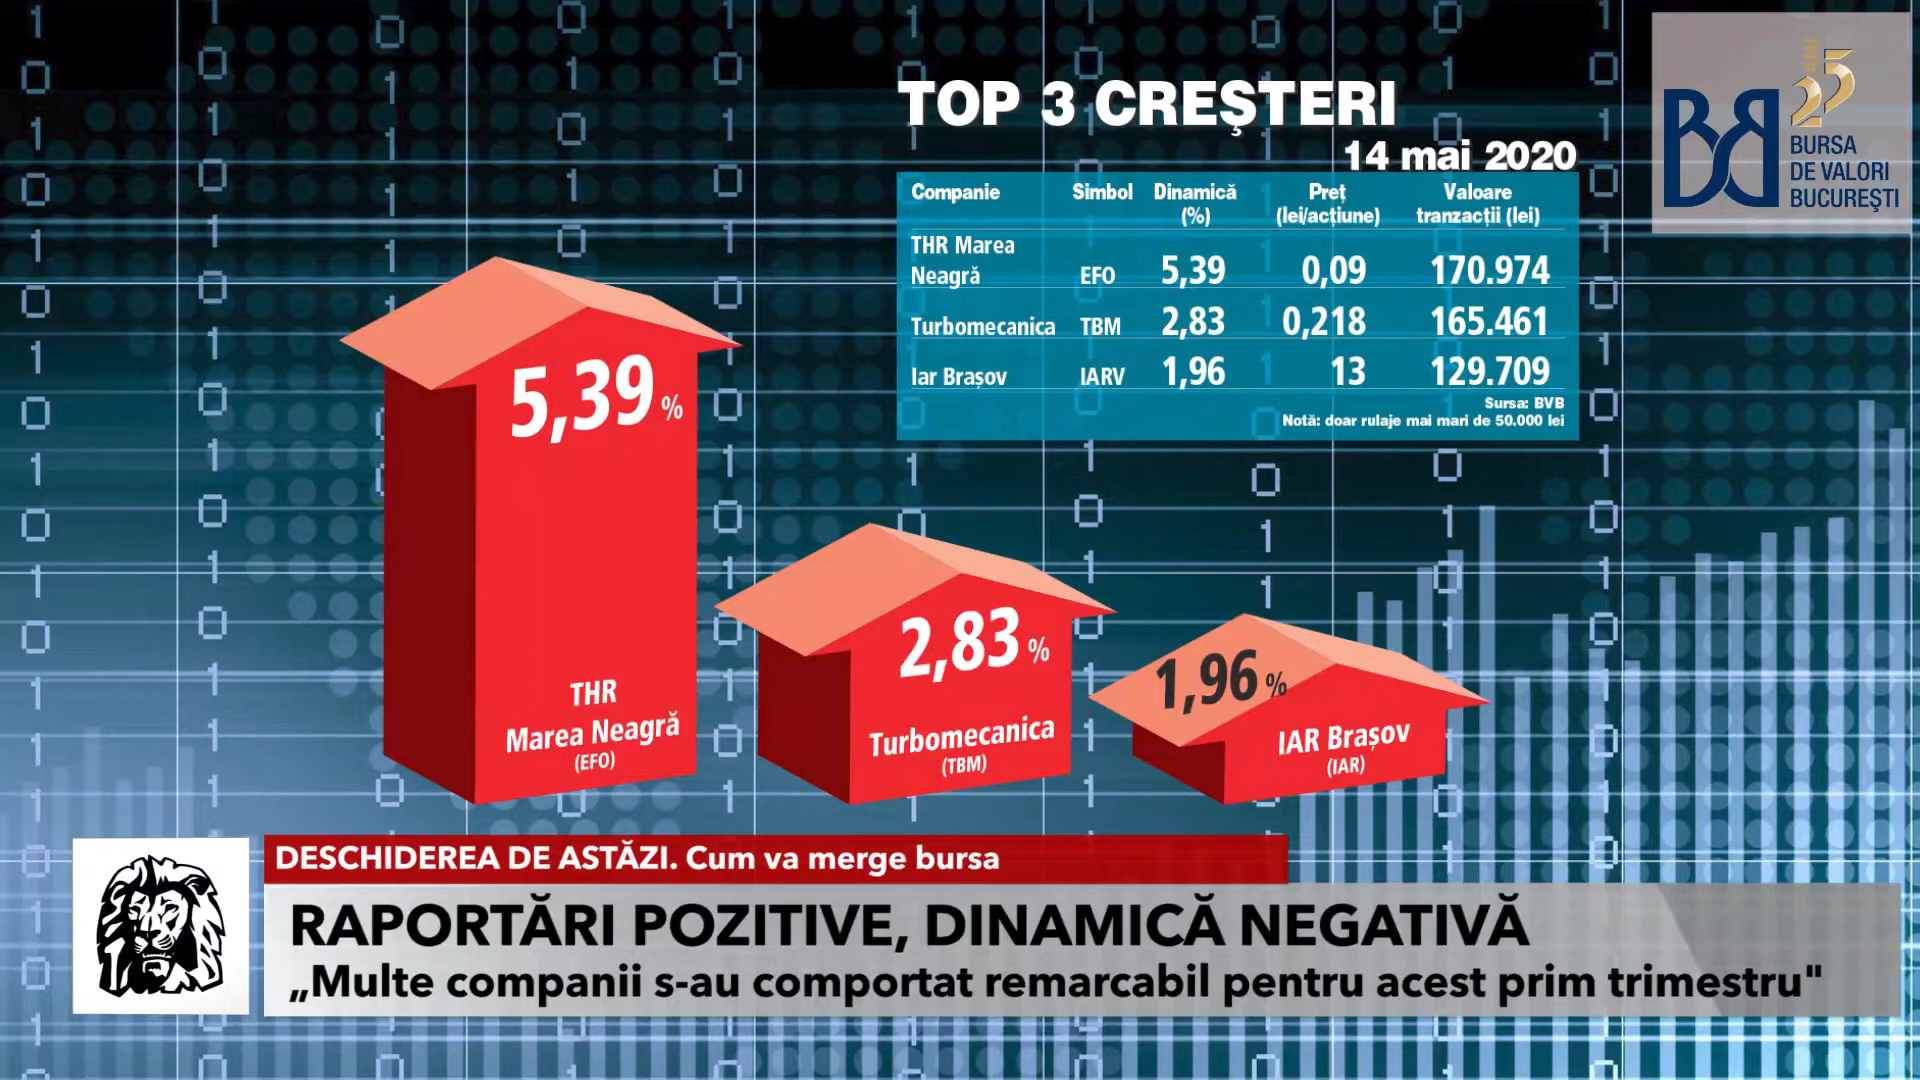 TOP 3 CREŞTERI
14 mai 2020
ANI
25
BVB
BURSA
DE VALORI
BUCUREŞTI
Companie Simbol Dinamică (%) Preț (lei/acțiune) Valoare tranzacții (lei)
THR Marea
Neagră EFO 5,39 0,09 170.974
Turbomecanica TBM 2,83 0,218 165.461
Iar Brașov IARV 1,96 13 129.709
Sursa: BVB
Notă: doar rulaje mai mari de 50.000 lei
5,39 %
THR
Marea Neagră
(EFO)
2,83 %
Turbomecanica
(TBM)
1,96 %
IAR Brașov
(IAR)
DESCHIDEREA DE ASTĂZI. Cum va merge bursa
RAPORTĂRI POZITIVE, DINAMICĂ NEGATIVĂ
„Multe companii s-au comportat remarcabil pentru acest prim trimestru"